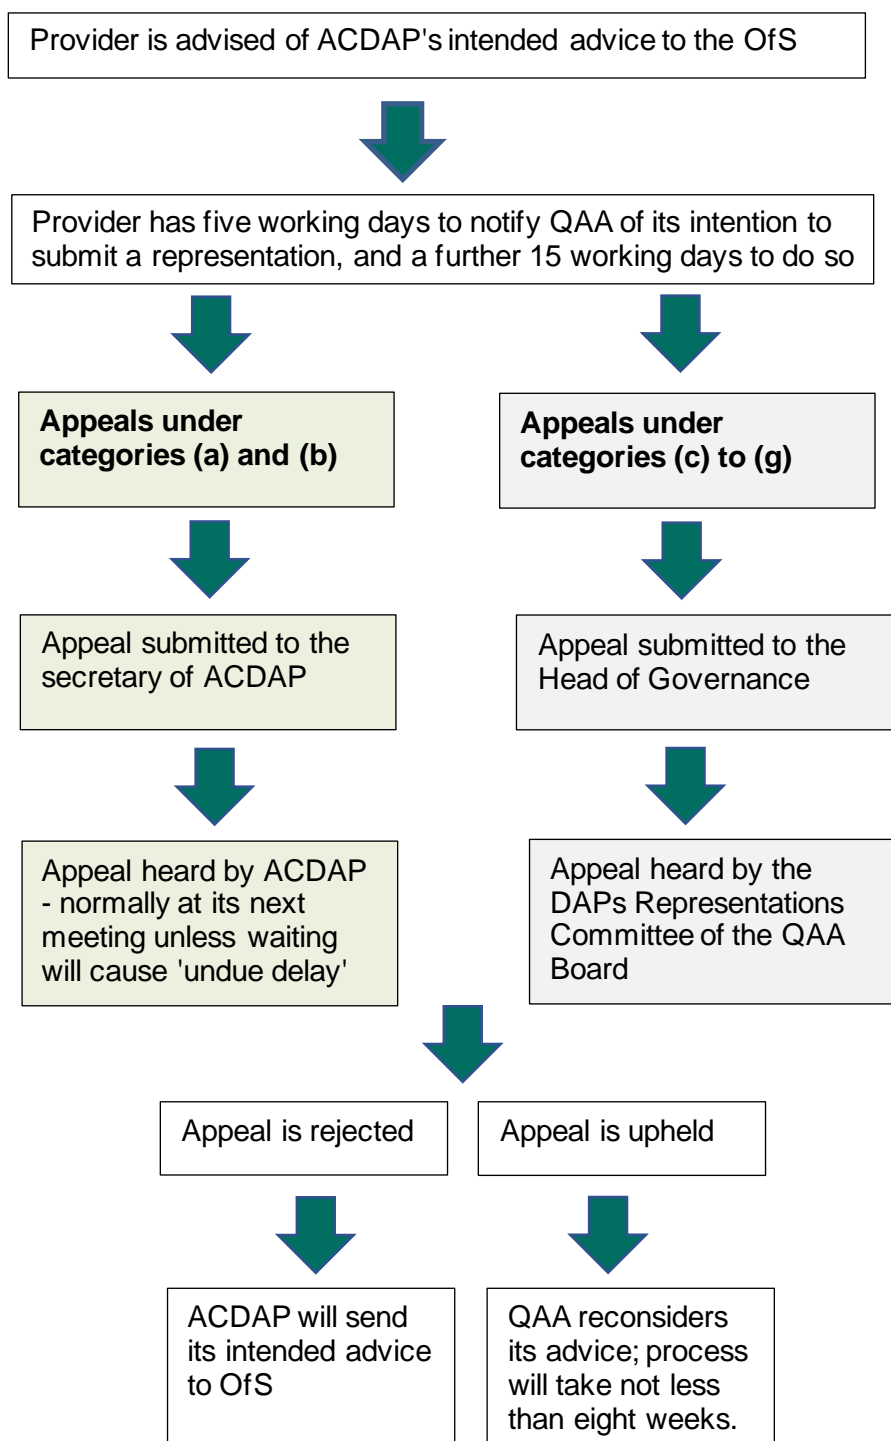 Provider is advised of ACDAP's intended advice to the OfS
Provider has five working days to notify QAA of its intention to
submit a representation, and a further 15 working days to do so
Appeals under
categories (a) and (b)
Appeals under
categories (c) to (g)
Appeal submitted to the
secretary of ACDAP
Appeal submitted to the
Head of Governance
Appeal heard by ACDAP
- normally at its next
meeting unless waiting
will cause 'undue delay'
Appeal heard by the
DAPs Representations
Committee of the QAA
Board
Appeal is rejected
Appeal is upheld
ACDAP will send
its intended advice
to OfS
QAA reconsiders
its advice; process
will take not less
than eight weeks.